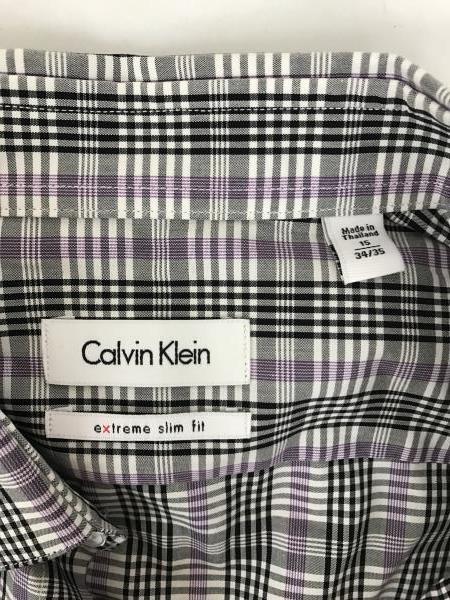 Made in
Thailand
15
34/35
Calvin Klein
extreme slim fit